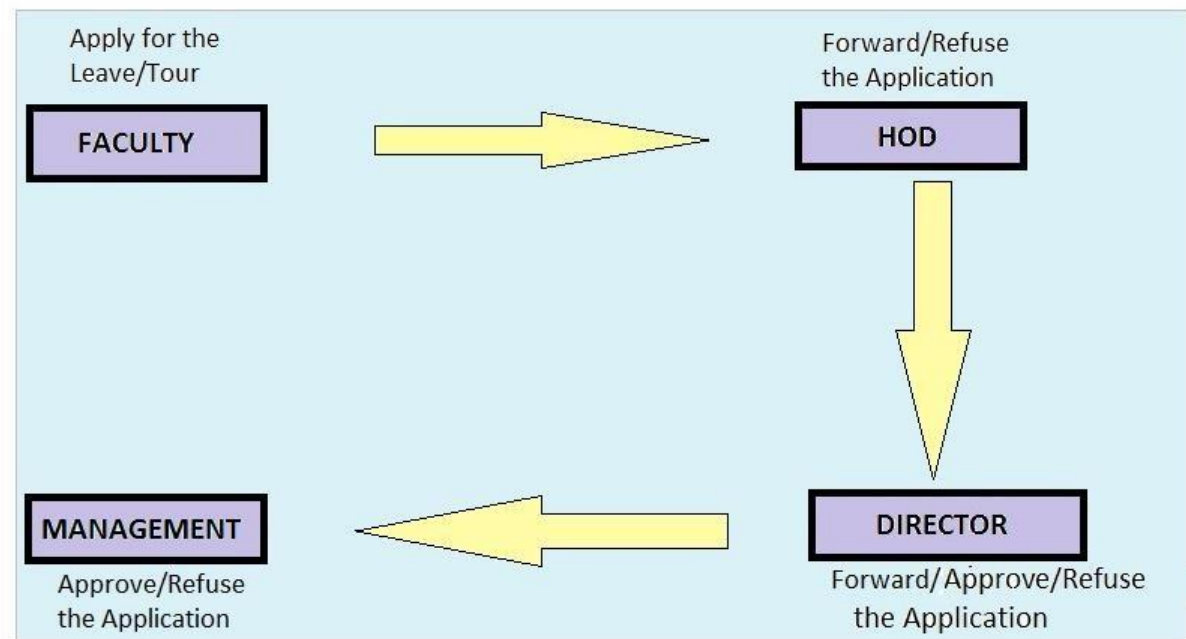 Apply for the
Leave/Tour
FACULTY
Forward/Refuse
the Application
HOD
MANAGEMENT
Approve/Refuse
the Application
DIRECTOR
Forward/Approve/Refuse
the Application